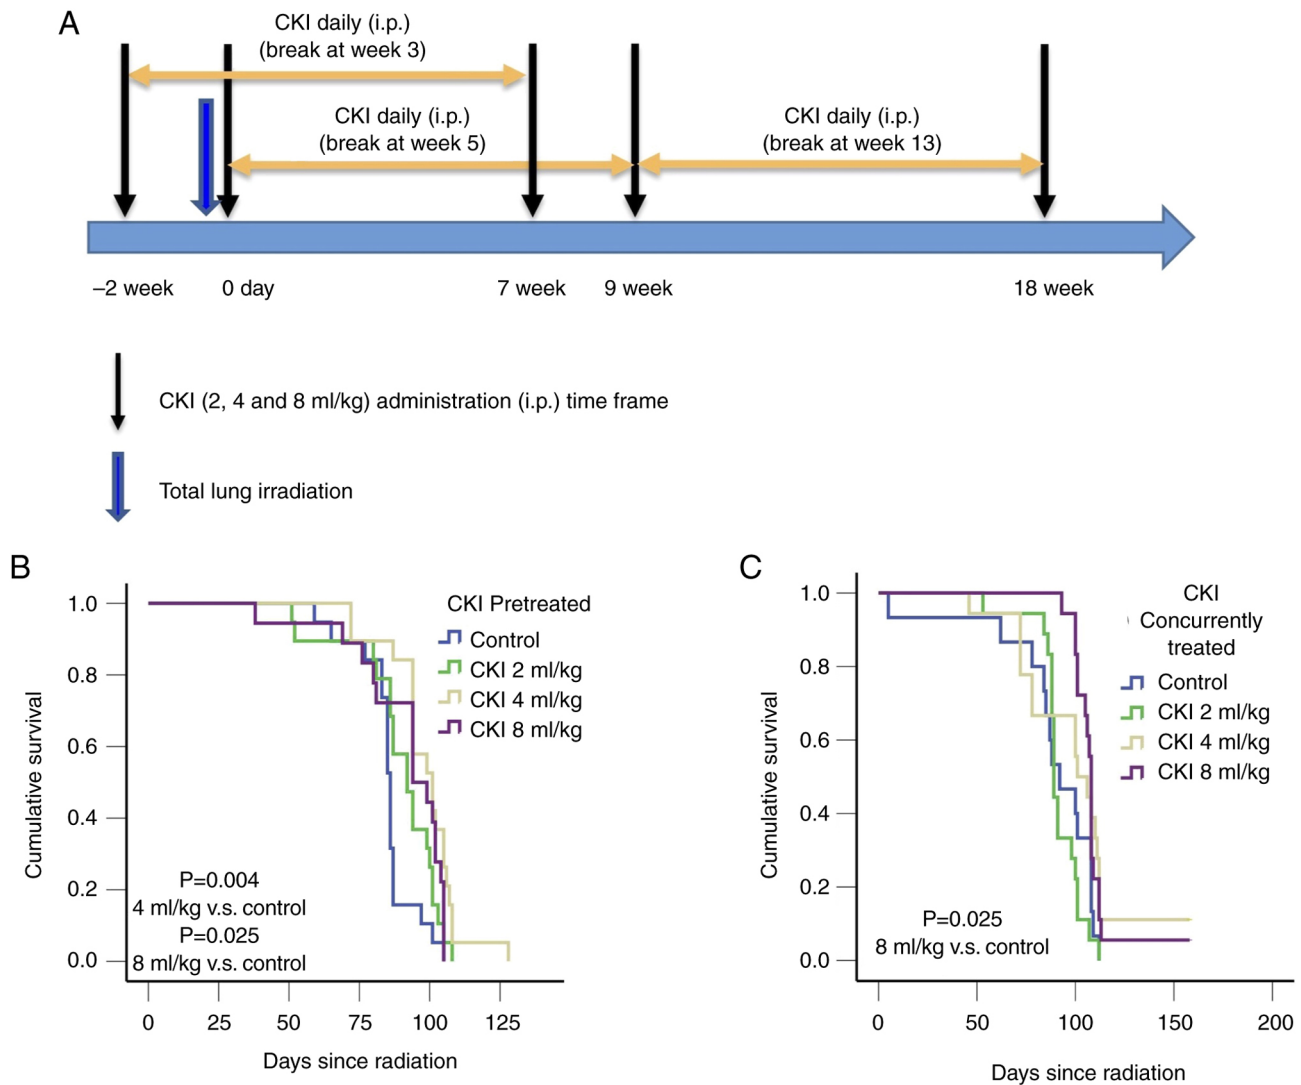 A
CKI daily (i.p.)
(break at week 3)
CKI daily (i.p.)
(break at week 5)
CKI daily (i.p.)
(break at week 13)
–2 week
0 day
7 week
9 week
18 week
CKI (2, 4 and 8 ml/kg) administration (i.p.) time frame
Total lung irradiation
B
Cumulative survival
1.0
0.8
0.6
0.4
0.2
0.0
CKI Pretreated
Control
CKI 2 ml/kg
CKI 4 ml/kg
CKI 8 ml/kg
P=0.004
4 ml/kg v.s. control
P=0.025
8 ml/kg v.s. control
0
25
50
75
100
125
Days since radiation
C
Cumulative survival
1.0
0.8
0.6
0.4
0.2
0.0
CKI
Concurrently
treated
Control
CKI 2 ml/kg
CKI 4 ml/kg
CKI 8 ml/kg
P=0.025
8 ml/kg v.s. control
0
50
100
150
200
Days since radiation